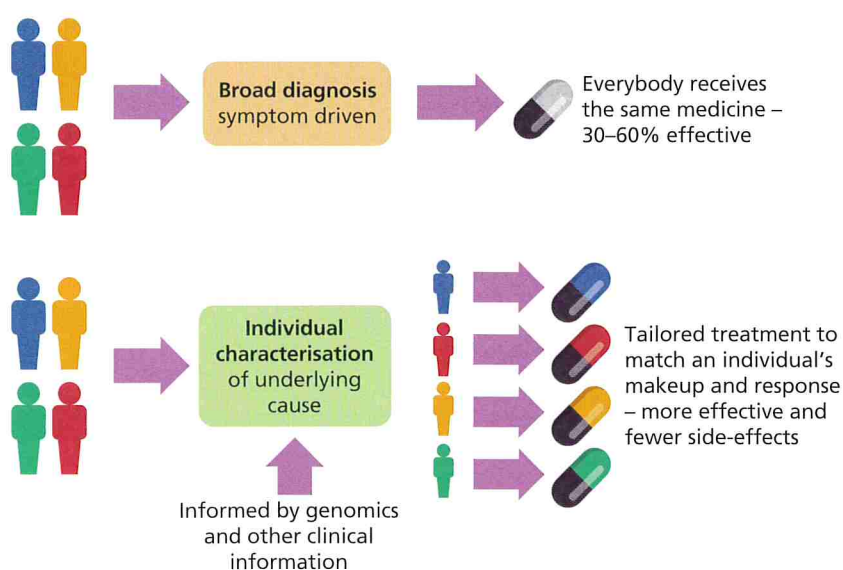 Broad diagnosis
symptom driven
Everybody receives
the same medicine –
30–60% effective
Individual
characterisation
of underlying
cause
Informed by genomics
and other clinical
information
Tailored treatment to
match an individual’s
makeup and response
– more effective and
fewer side-effects